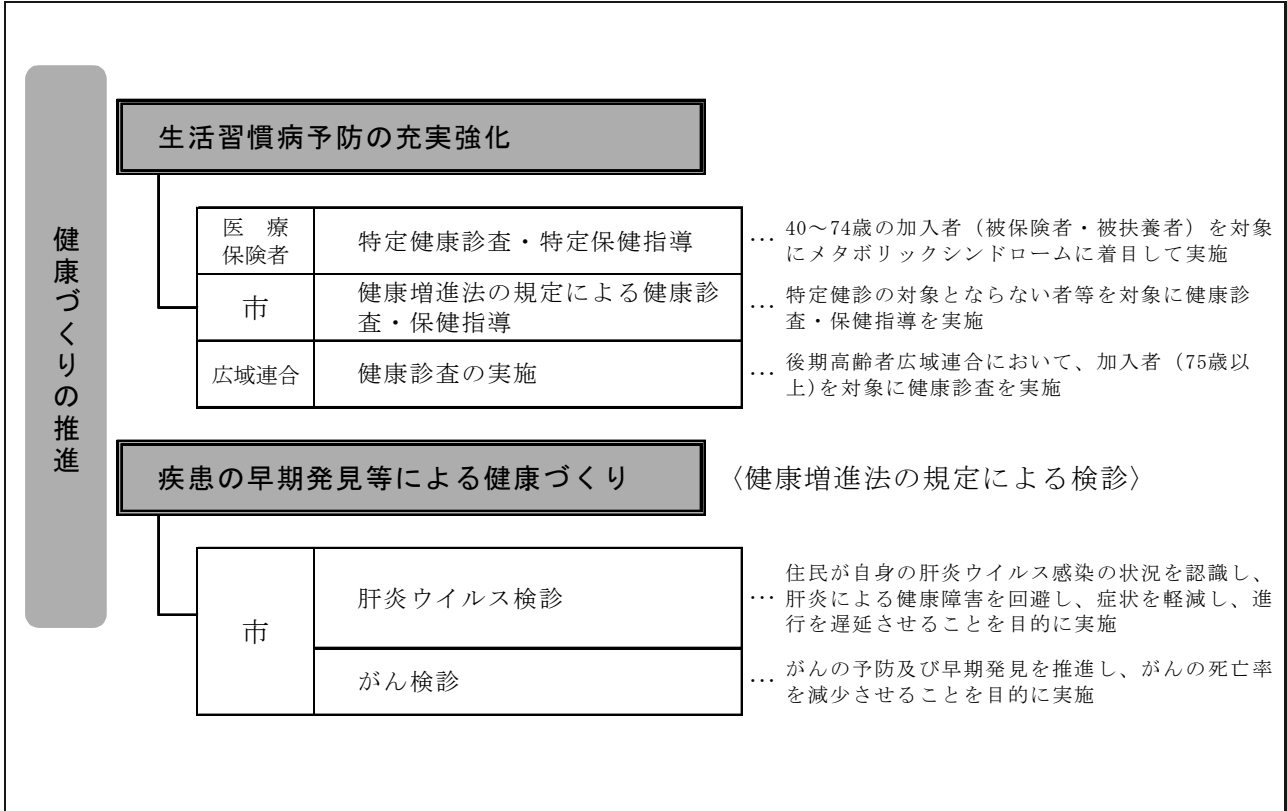 健康づくりの推進
生活習慣病予防の充実強化
医　療
保険者
特定健康診査・特定保健指導
… 40～74歳の加入者（被保険者・被扶養者）を対象
にメタボリックシンドロームに着目して実施
市
健康増進法の規定による健康診
査・保健指導
… 特定健診の対象とならない者等を対象に健康診
査・保健指導を実施
広域連合
健康診査の実施
… 後期高齢者広域連合において、加入者（75歳以
上)を対象に健康診査を実施
疾患の早期発見等による健康づくり
〈健康増進法の規定による検診〉
市
肝炎ウイルス検診
住民が自身の肝炎ウイルス感染の状況を認識し、
… 肝炎による健康障害を回避し、症状を軽減し、進
行を遅延させることを目的に実施
がん検診
… がんの予防及び早期発見を推進し、がんの死亡率
を減少させることを目的に実施